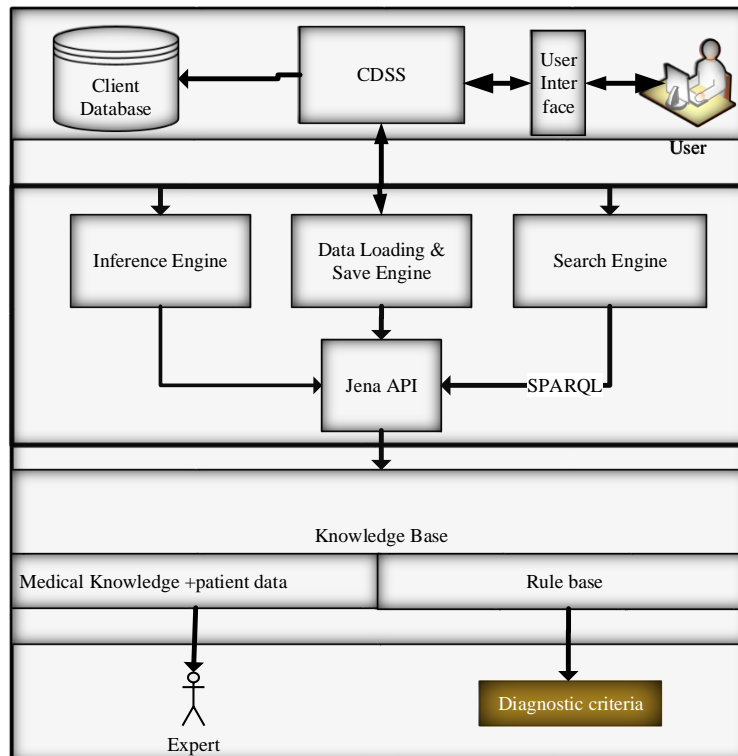 Client
Database
CDSS
User
Inter
face
User
Inference Engine
Data Loading &
Save Engine
Search Engine
Jena API
SPARQL
Knowledge Base
Medical Knowledge +patient data
Rule base
Expert
Diagnostic criteria